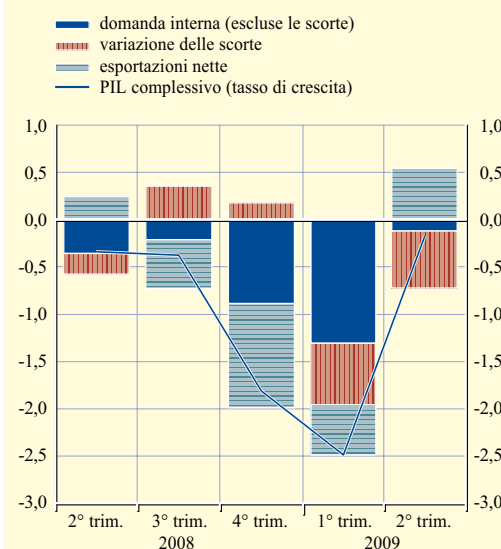 domanda interna (escluse le scorte)
variazione delle scorte
esportazioni nette
PIL complessivo (tasso di crescita)
1,0 1,0
0,5 0,5
0,0 0,0
-0,5 -0,5
-1,0 -1,0
-1,5 -1,5
-2,0 -2,0
-2,5 -2,5
-3,0 -3,0
2° trim. 3° trim. 4° trim. 1° trim. 2° trim.
2008 2009